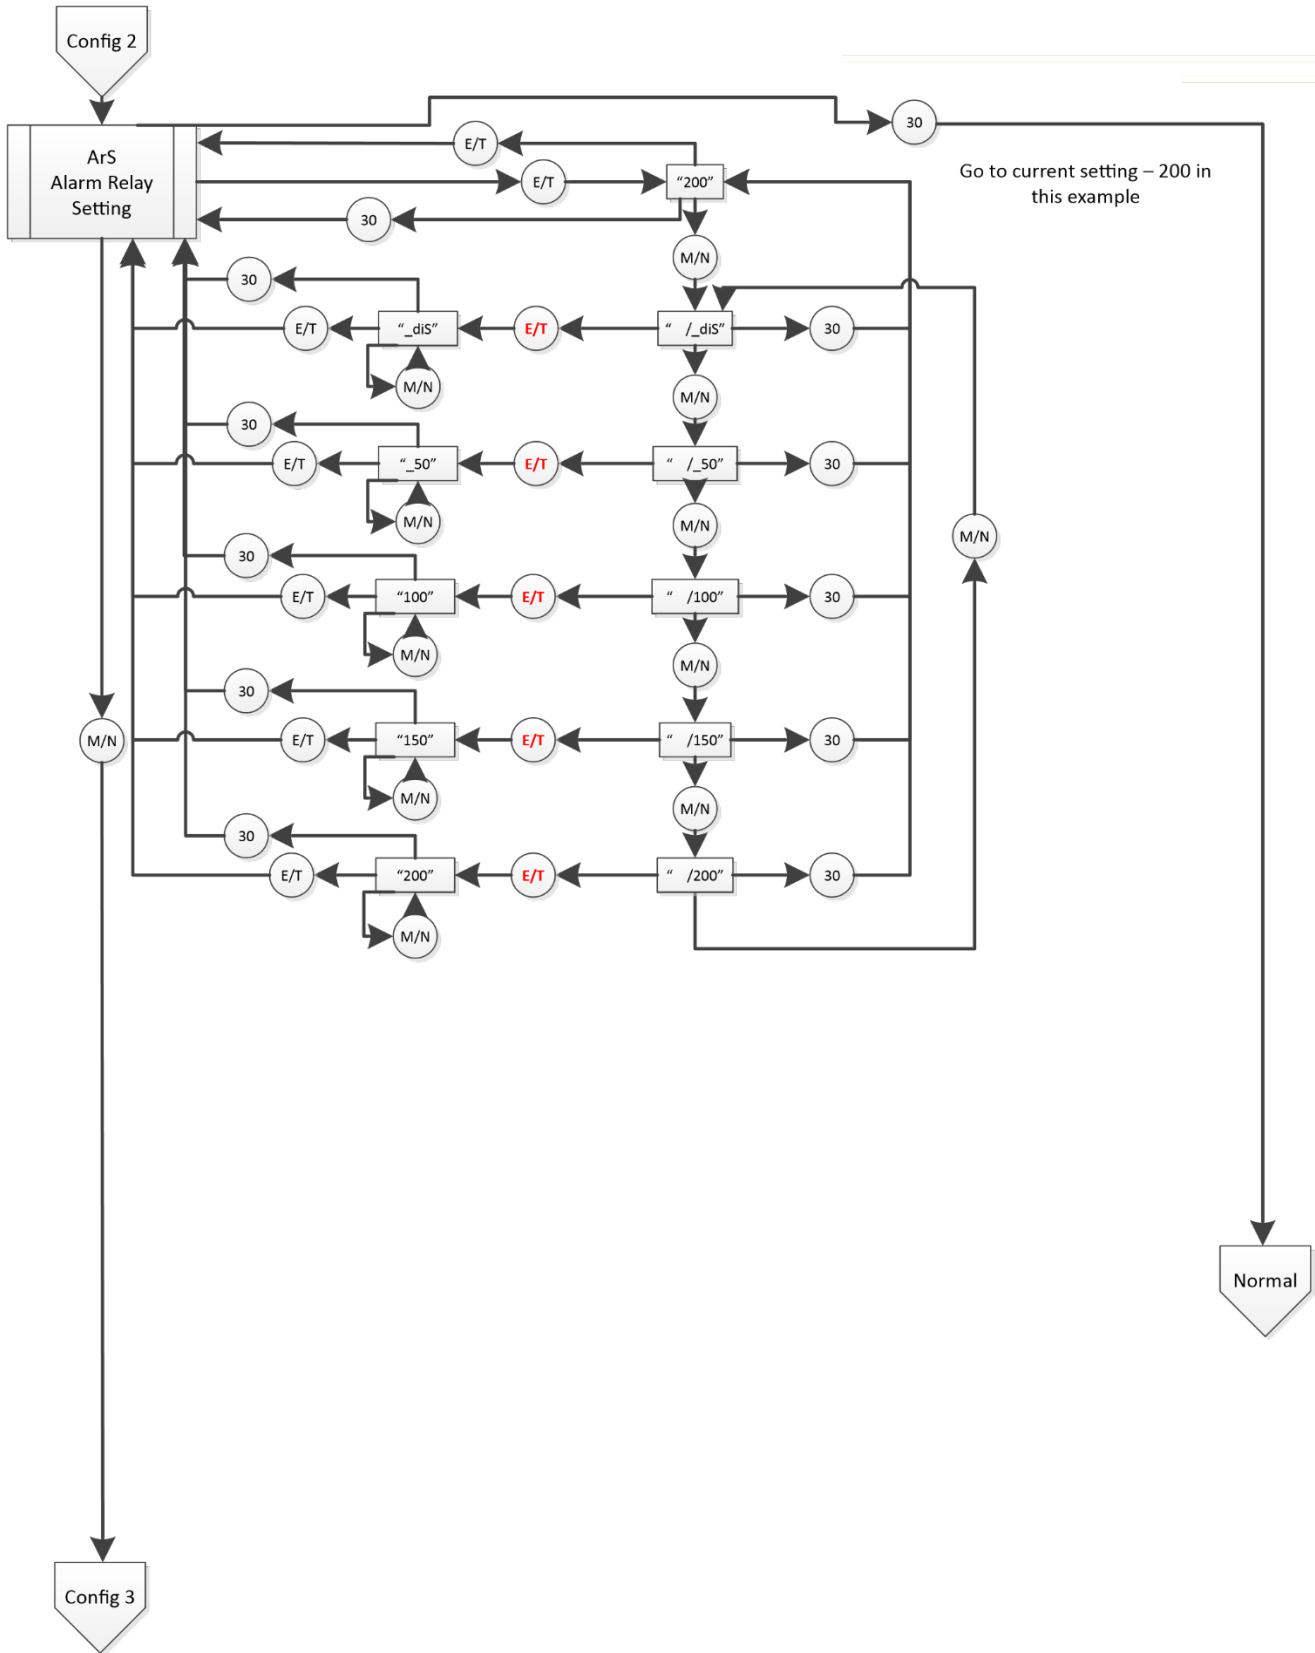 Config 2
30
E/T
ArS
Alarm Relay
Setting
E/T
“200”
Go to current setting – 200 in
this example
30
M/N
30
E/T
“_diS”
E/T
“ /_diS”
30
M/N
M/N
30
E/T
“_50”
E/T
“ /_50”
30
M/N
M/N
M/N
30
E/T
“100”
E/T
“ /100”
30
M/N
M/N
30
M/N
E/T
“150”
E/T
“ /150”
30
M/N
M/N
30
E/T
“200”
E/T
“ /200”
30
M/N
Normal
Config 3